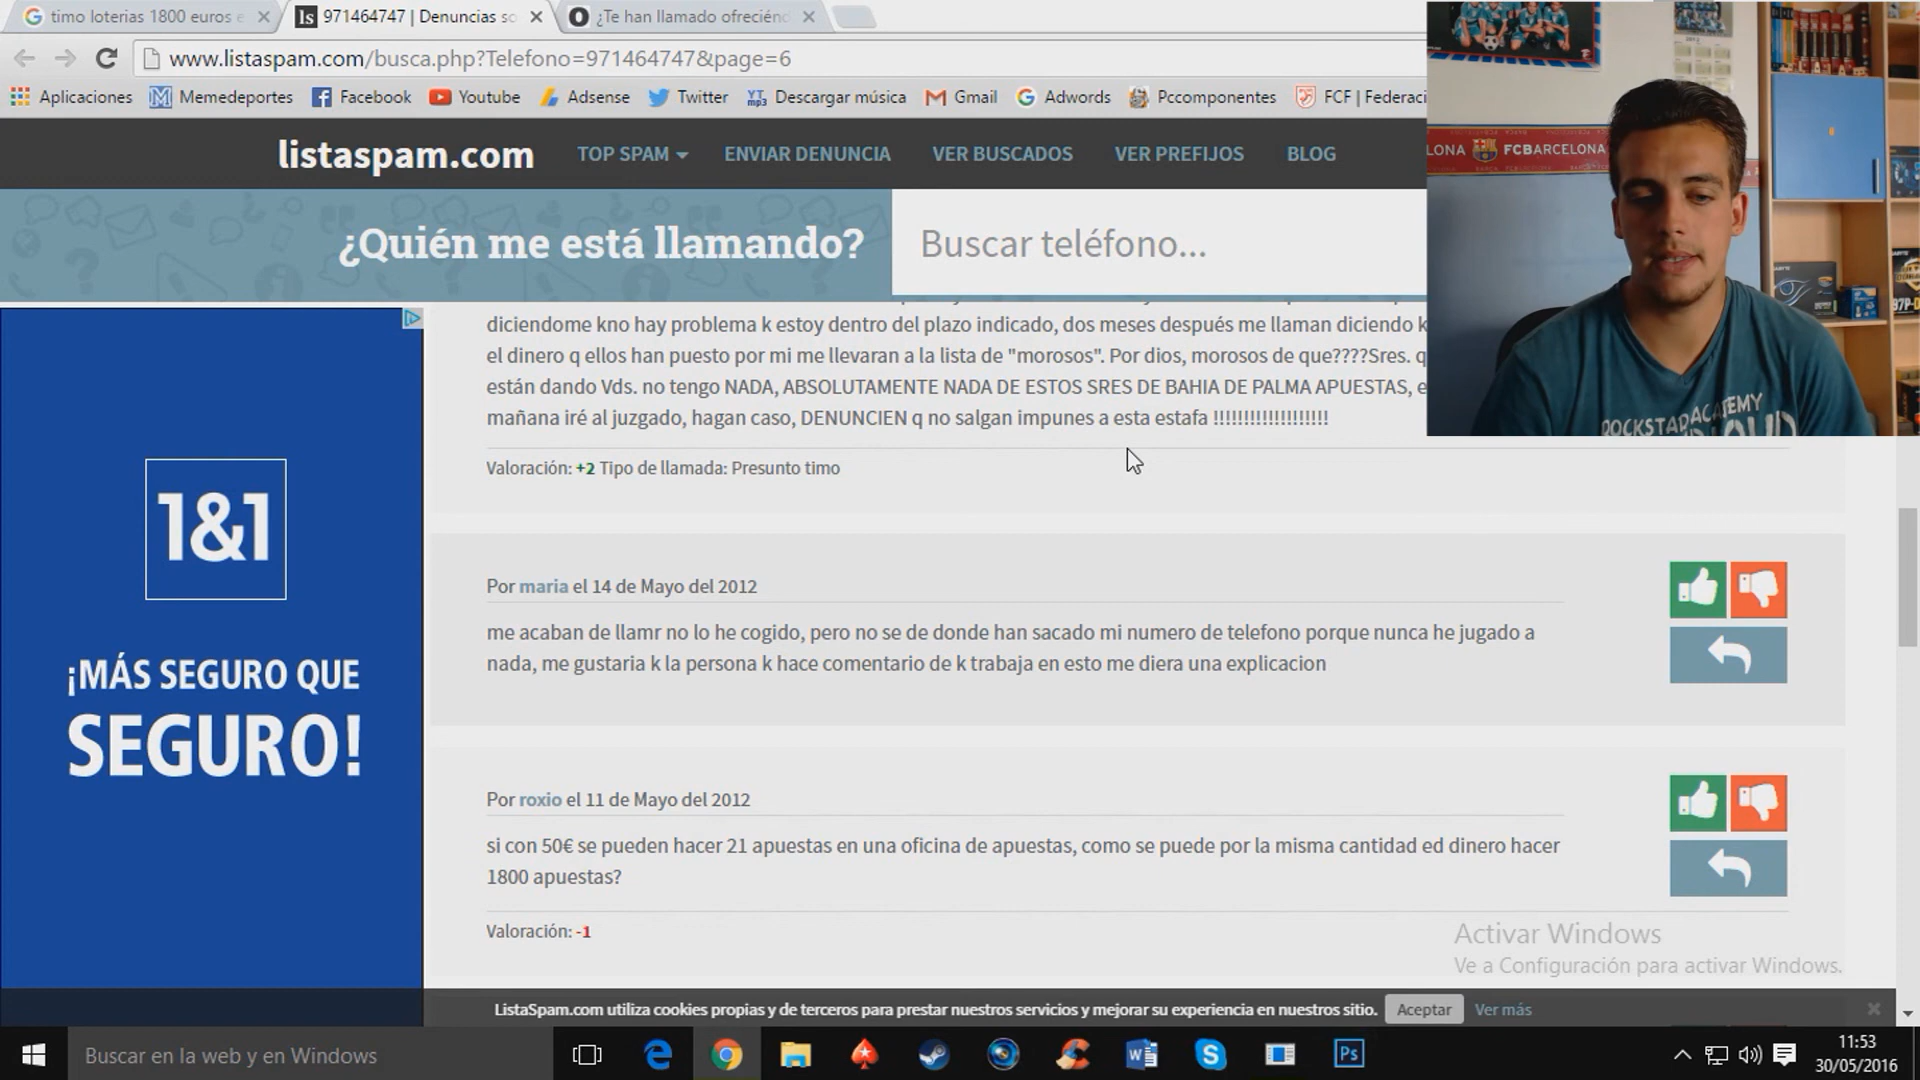 timo loterias 1800 euros e
971464747 | Denuncias so
¿Te han llamado ofreciénd
www.listaspam.com/busca.php?Telefono=971464747&page=6
Aplicaciones
Memedeportes
Facebook
Youtube
Adsense
Twitter
Descargar música
Gmail
Adwords
Pccomponentes
FCF | Federaci
listaspam.com
TOP SPAM
ENVIAR DENUNCIA
VER BUSCADOS
VER PREFIJOS
BLOG
LONA FCBARCELONA
¿Quién me está llamando?
Buscar teléfono...
diciendome kno hay problema k estoy dentro del plazo indicado, dos meses después me llaman diciendo k
el dinero q ellos han puesto por mi me llevaran a la lista de "morosos". Por dios, morosos de que????Sres. q
están dando Vds. no tengo NADA, ABSOLUTAMENTE NADA DE ESTOS SRES DE BAHIA DE PALMA APUESTAS, e
mañana iré al juzgado, hagan caso, DENUNCIEN q no salgan impunes a esta estafa !!!!!!!!!!!!!!!!!!!
Valoración: +2 Tipo de llamada: Presunto timo
Por maria el 14 de Mayo del 2012
me acaban de llamr no lo he cogido, pero no se de donde han sacado mi numero de telefono porque nunca he jugado a
nada, me gustaria k la persona k hace comentario de k trabaja en esto me diera una explicacion
Por roxio el 11 de Mayo del 2012
si con 50€ se pueden hacer 21 apuestas en una oficina de apuestas, como se puede por la misma cantidad ed dinero hacer
1800 apuestas?
Valoración: -1
1&1
¡MÁS SEGURO QUE
SEGURO!
Activar Windows
Ve a Configuración para activar Windows.
ListaSpam.com utiliza cookies propias y de terceros para prestar nuestros servicios y mejorar su experiencia en nuestros sitio.
Aceptar
Ver más
Buscar en la web y en Windows
11:53
30/05/2016